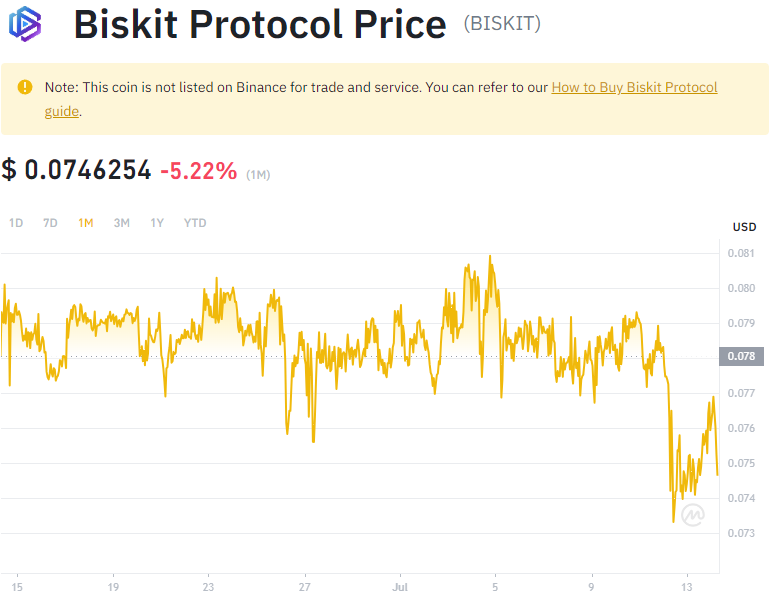 Biskit Protocol Price (BISKIT)
Note: This coin is not listed on Binance for trade and service. You can refer to our How to Buy Biskit Protocol
guide.
$ 0.0746254 -5.22% (1M)
1D 7D 1M 3M 1Y YTD
USD
0.081
0.080
0.079
0.078
0.077
0.076
0.075
0.074
0.073
15 19 23 27 Jul 5 9 13